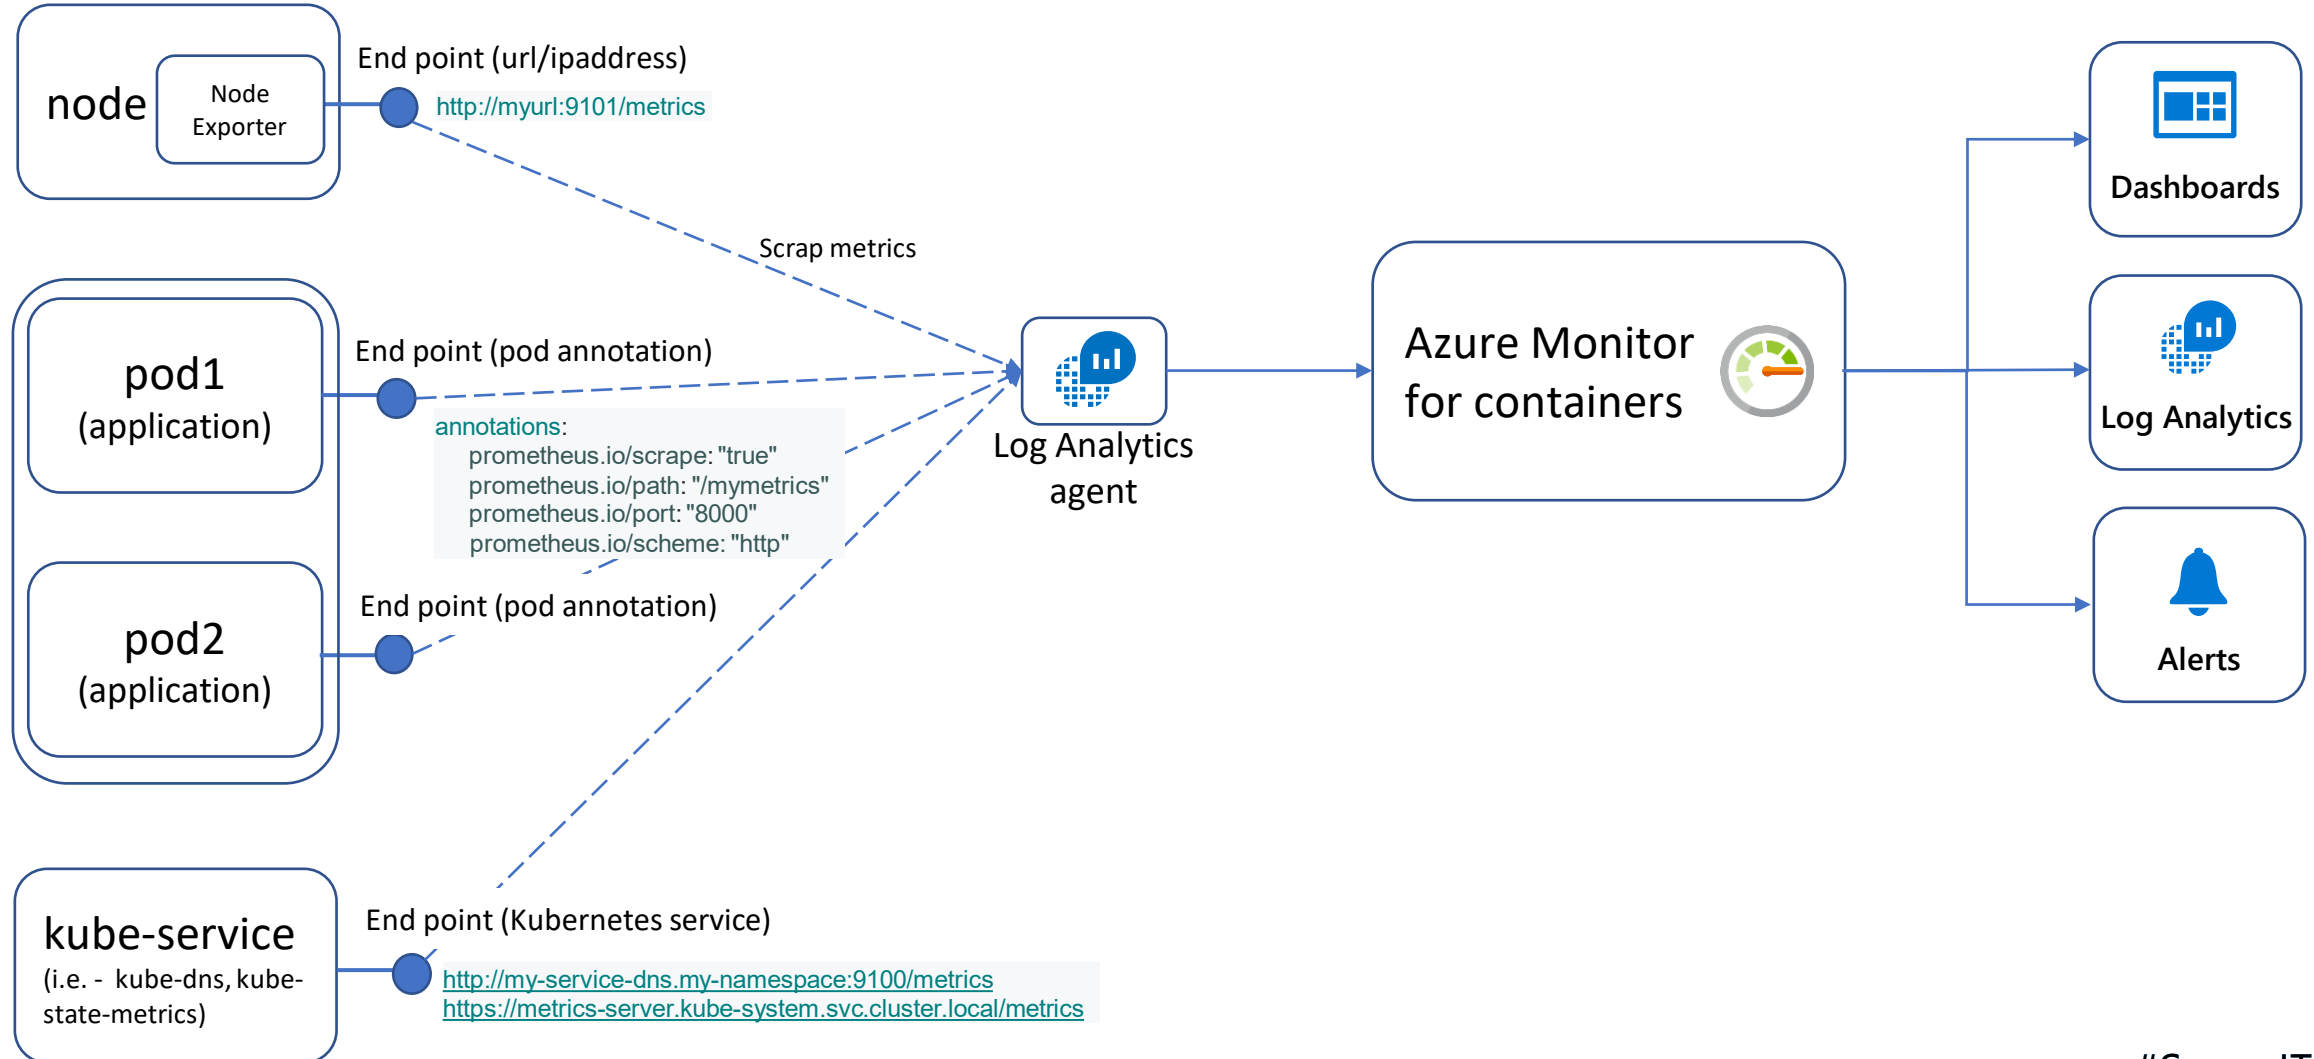 node
Node
Exporter
End point (url/ipaddress)
http://myurl:9101/metrics
Scrap metrics
pod1
(application)
End point (pod annotation)
annotations:
prometheus.io/scrape: "true"
prometheus.io/path: "/mymetrics"
prometheus.io/port: "8000"
prometheus.io/scheme: "http"
pod2
(application)
End point (pod annotation)
kube-service
(i.e. - kube-dns, kube-
state-metrics)
End point (Kubernetes service)
http://my-service-dns.my-namespace:9100/metrics
https://metrics-server.kube-system.svc.cluster.local/metrics
Log Analytics
agent
Azure Monitor
for containers
Dashboards
Log Analytics
Alerts